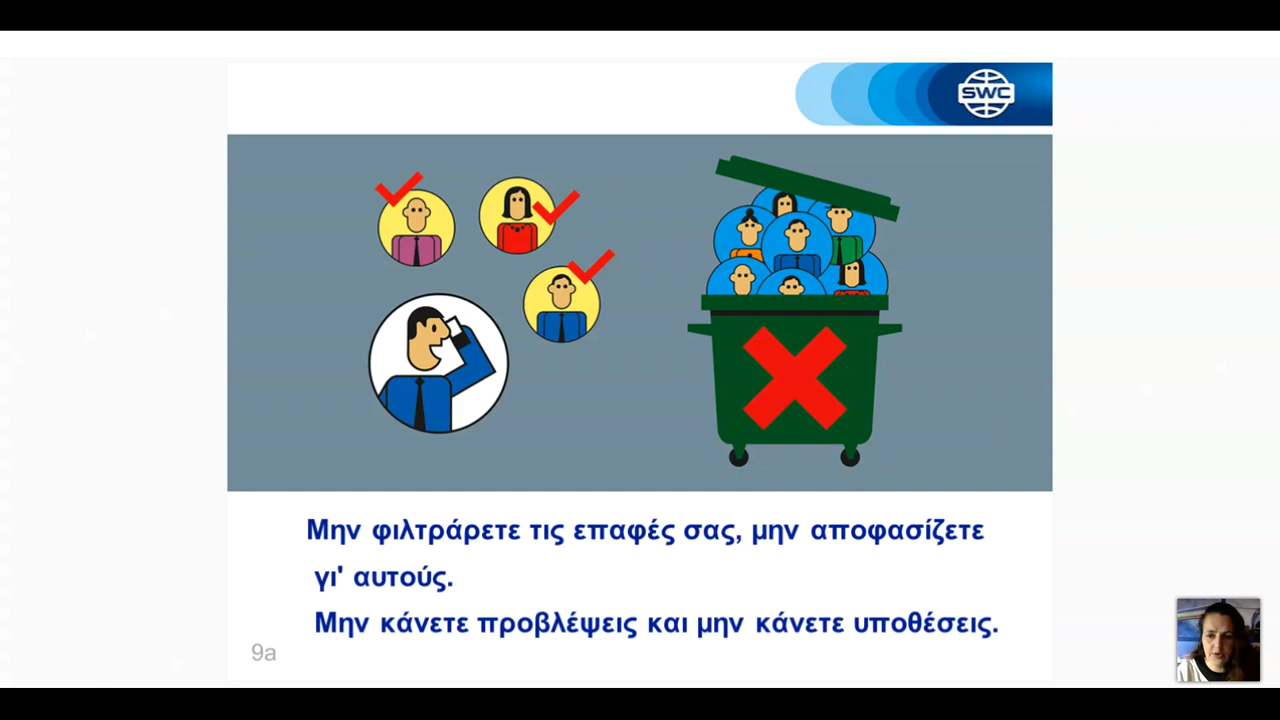 SWC
Μην φιλτράρετε τις επαφές σας, μην αποφασίζετε
γι' αυτούς.
Μην κάνετε προβλέψεις και μην κάνετε υποθέσεις.
9a